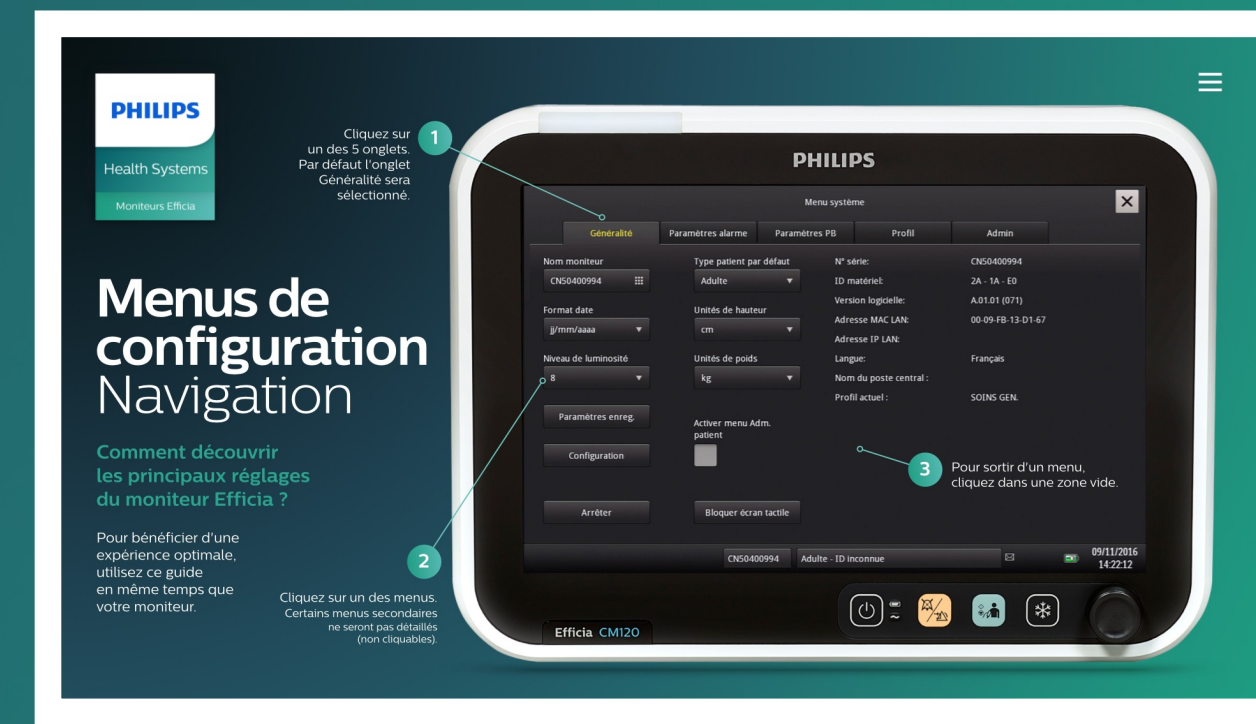 PHILIPS
Health Systems
Moniteurs Efficia
Menus de
configuration
Navigation
Comment découvrir
les principaux réglages
du moniteur Efficia ?
Pour bénéficier d'une
expérience optimale,
utilisez ce guide
en même temps que
votre moniteur.
Cliquez sur
un des 5 onglets.
Par défaut l'onglet
Généralité sera
sélectionné.
1
PHILIPS
Menu système
Généralité Paramètres alarme Paramètres PB Profil Admin
Nom moniteur
CN50400994
Format date
jj/mm/aaaa
Niveau de luminosité
8
Paramètres enreg.
Configuration
Arrêter
Type patient par défaut
Adulte
Unités de hauteur
cm
Unités de poids
kg
Activer menu Adm.
patient
Bloquer écran tactile
N° série: CN50400994
ID matériel: 2A - 1A - E0
Version logicielle: A.01.01 (071)
Adresse MAC LAN: 00-09-FB-13-D1-67
Adresse IP LAN:
Langue: Français
Nom du poste central :
Profil actuel : SOINS GEN.
3
Pour sortir d'un menu,
cliquez dans une zone vide.
CN50400994 Adulte - ID inconnue 09/11/2016
14:22:12
2
Cliquez sur un des menus.
Certains menus secondaires
ne seront pas détaillés
(non cliquables).
Efficia CM120